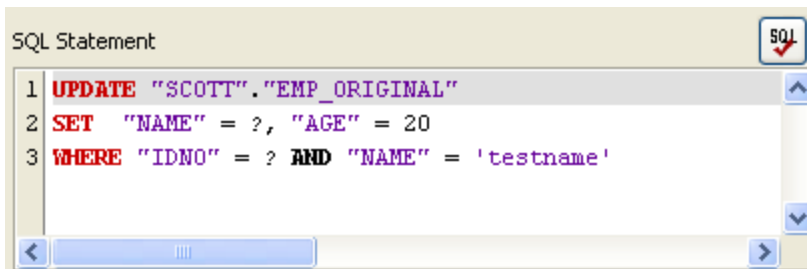 SQL Statement
SQL
1 UPDATE "SCOTT"."EMP_ORIGINAL"
2 SET  "NAME" = ?, "AGE" = 20
3 WHERE "IDNO" = ? AND "NAME" = 'testname'